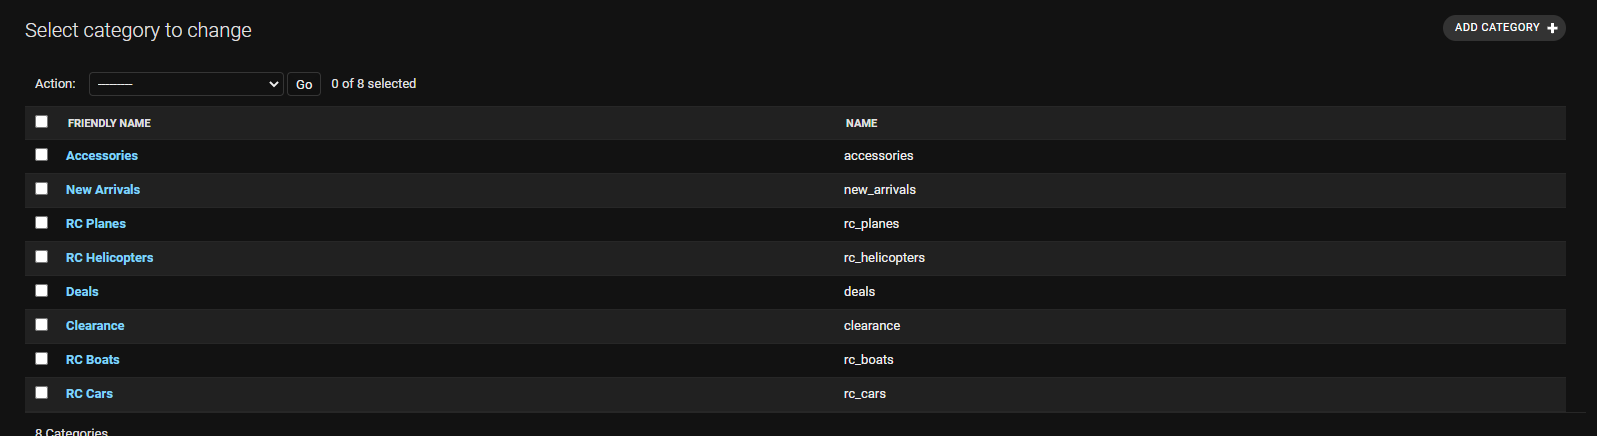 Select category to change
ADD CATEGORY +
Action: --------- Go 0 of 8 selected
FRIENDLY NAME NAME
Accessories accessories
New Arrivals new_arrivals
RC Planes rc_planes
RC Helicopters rc_helicopters
Deals deals
Clearance clearance
RC Boats rc_boats
RC Cars rc_cars
8 Categories